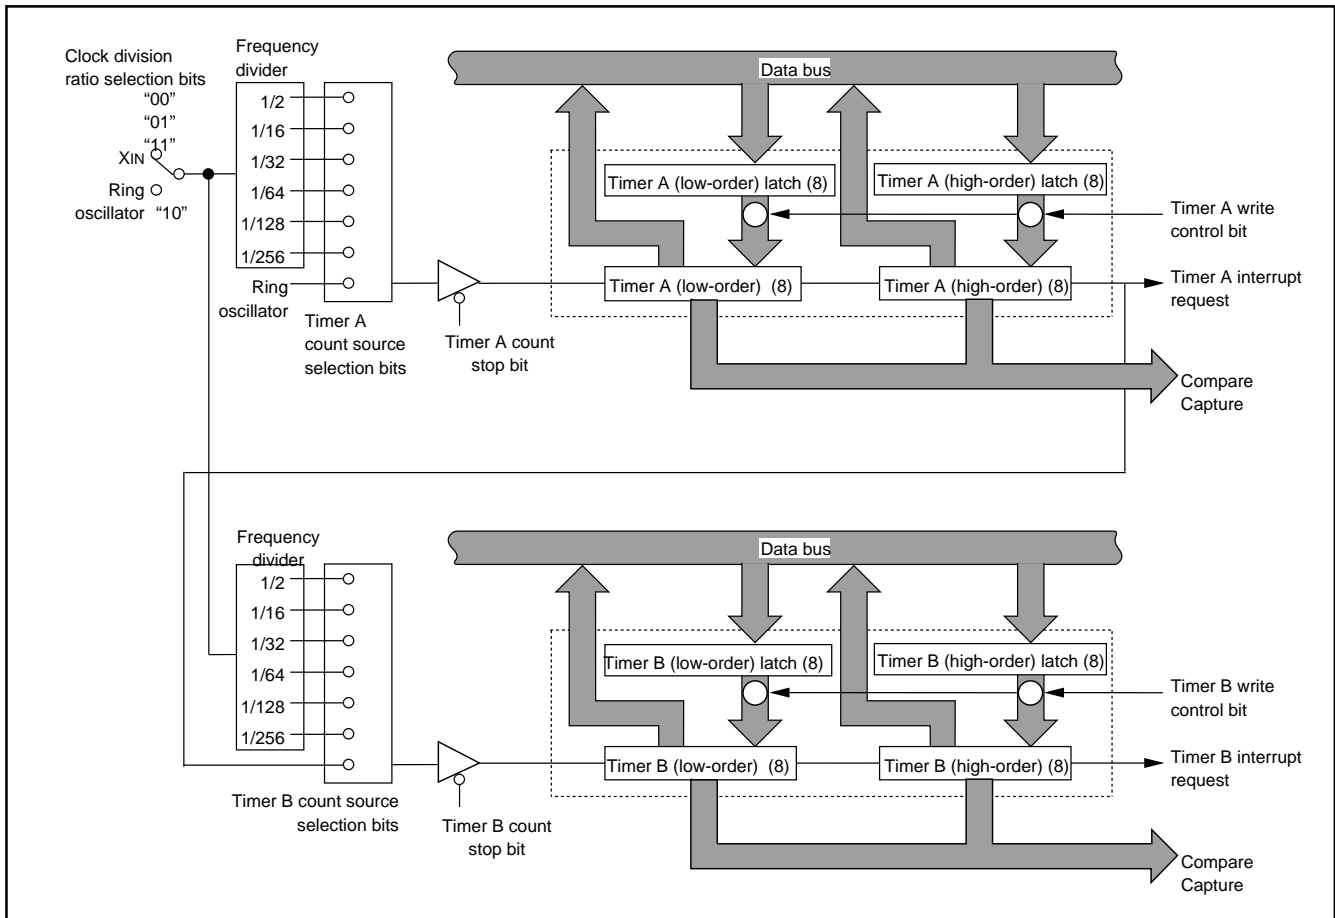 Clock division
ratio selection bits
“00”
“01”
“11”
XIN
Ring
oscillator “10”
Frequency
divider
1/2
1/16
1/32
1/64
1/128
1/256
Ring
oscillator
Timer A
count source
selection bits
Timer A count
stop bit
Data bus
Timer A (low-order) latch (8)
Timer A (high-order) latch (8)
Timer A write
control bit
Timer A (low-order) (8)
Timer A (high-order) (8)
Timer A interrupt
request
Compare
Capture
Frequency
divider
1/2
1/16
1/32
1/64
1/128
1/256
Timer B count source
selection bits
Timer B count
stop bit
Data bus
Timer B (low-order) latch (8)
Timer B (high-order) latch (8)
Timer B write
control bit
Timer B (low-order) (8)
Timer B (high-order) (8)
Timer B interrupt
request
Compare
Capture